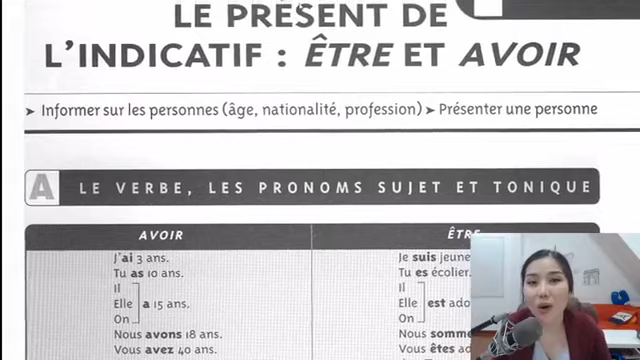 LE PRÉSENT DE
L'INDICATIF : ÊTRE ET AVOIR
➤ Informer sur les personnes (âge, nationalité, profession) ➤ Présenter une personne
A LE VERBE, LES PRONOMS SUJET ET TONIQUE
AVOIR
J'ai 3 ans.
Tu as 10 ans.
Il
Elle a 15 ans.
On
Nous avons 18 ans.
Vous avez 40 ans.
ÊTRE
Je suis jeune
Tu es écolier.
Il
Elle est ado
On
Nous somme
Vous êtes ad